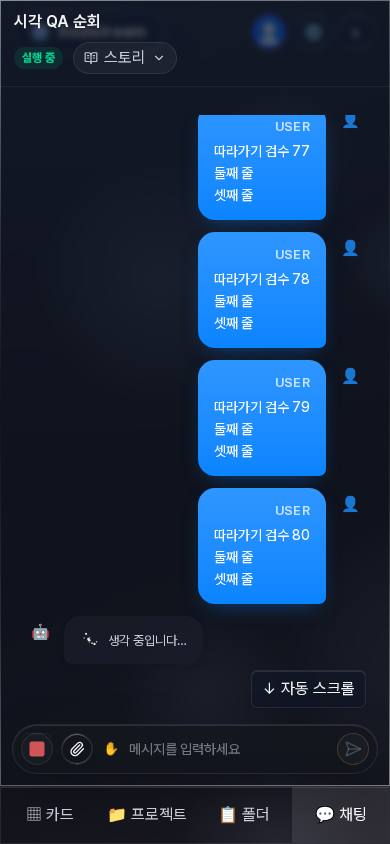 시각 QA 순회
실행 중
스토리
USER
따라가기 검수 77
둘째 줄
셋째 줄
USER
따라가기 검수 78
둘째 줄
셋째 줄
USER
따라가기 검수 79
둘째 줄
셋째 줄
USER
따라가기 검수 80
둘째 줄
셋째 줄
생각 중입니다...
↓ 자동 스크롤
메시지를 입력하세요
카드 프로젝트 폴더 채팅